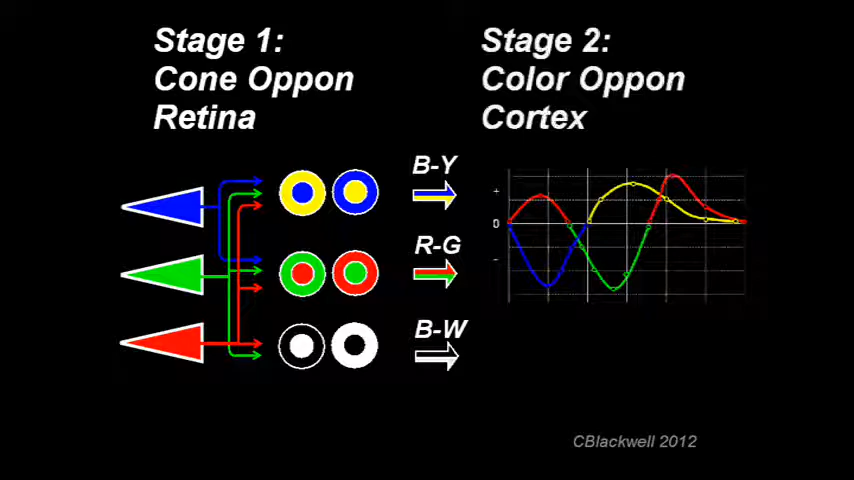 Stage 1:
Cone Oppon
Retina
Stage 2:
Color Oppon
Cortex
B-Y
R-G
B-W
+
0
-
CBlackwell 2012